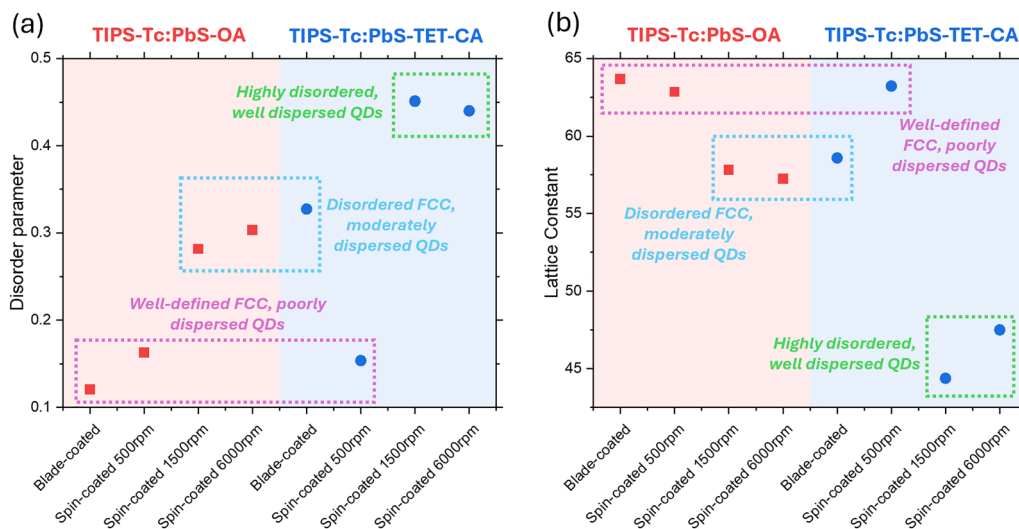 (a)
TIPS-Tc:PbS-OA
TIPS-Tc:PbS-TET-CA
Disorder parameter
0.5
0.4
0.3
0.2
0.1
Highly disordered,
well dispersed QDs
Disordered FCC,
moderately
dispersed QDs
Well-defined FCC, poorly
dispersed QDs
Blade-coated
Spin-coated 500rpm
Spin-coated 1500rpm
Spin-coated 6000rpm
Blade-coated
Spin-coated 500rpm
Spin-coated 1500rpm
Spin-coated 6000rpm
(b)
TIPS-Tc:PbS-OA
TIPS-Tc:PbS-TET-CA
Lattice Constant
65
60
55
50
45
Well-defined
FCC, poorly
dispersed QDs
Disordered FCC,
moderately
dispersed QDs
Highly disordered,
well dispersed QDs
Blade-coated
Spin-coated 500rpm
Spin-coated 1500rpm
Spin-coated 6000rpm
Blade-coated
Spin-coated 500rpm
Spin-coated 1500rpm
Spin-coated 6000rpm